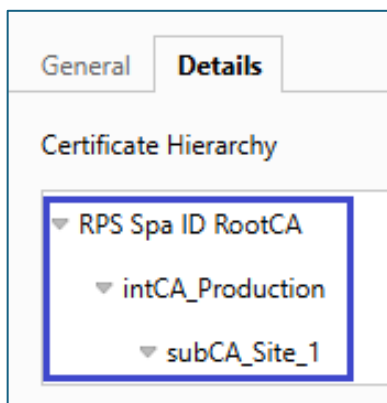 General Details
Certificate Hierarchy
RPS Spa ID RootCA
intCA_Production
subCA_Site_1